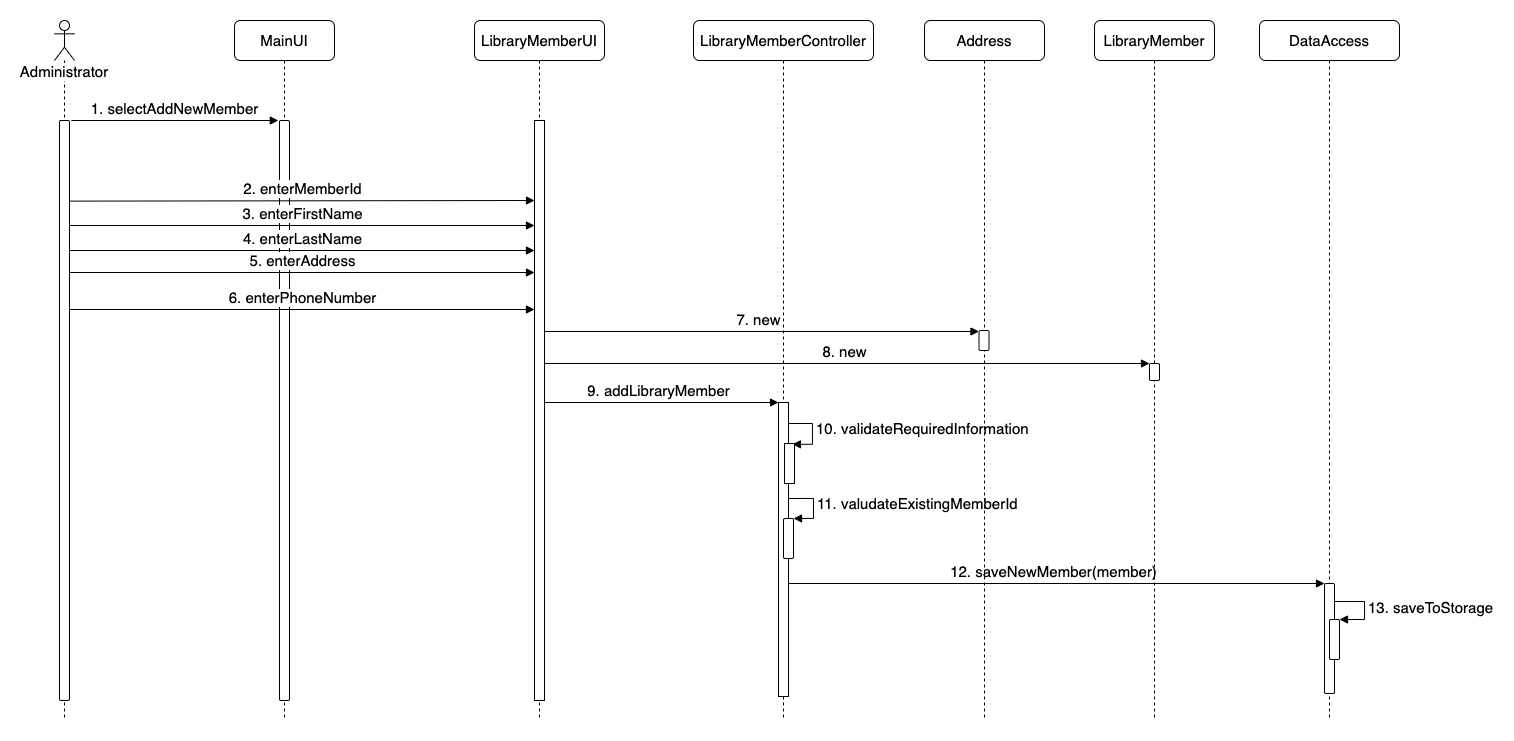 Administrator
MainUI
LibraryMemberUI
LibraryMemberController
Address
LibraryMember
DataAccess
1. selectAddNewMember
2. enterMemberId
3. enterFirstName
4. enterLastName
5. enterAddress
6. enterPhoneNumber
7. new
8. new
9. addLibraryMember
10. validateRequiredInformation
11. valudateExistingMemberId
12. saveNewMember(member)
13. saveToStorage